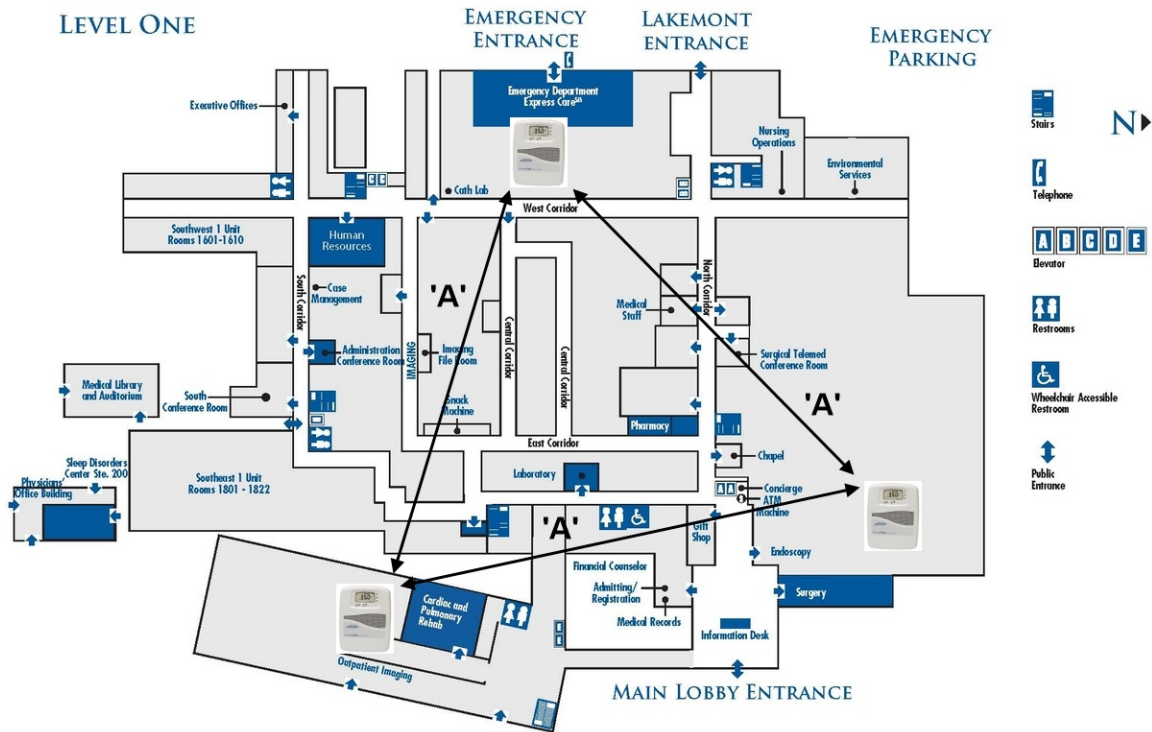 LEVEL ONE
EMERGENCY
ENTRANCE
LAKEMONT
ENTRANCE
EMERGENCY
PARKING
Executive Offices
Emergency Department
Express Care℠
Nursing
Operations
Environmental
Services
Stairs
N
Telephone
A B C D E
Elevator
Restrooms
Wheelchair Accessible
Restroom
Public
Entrance
Cath Lab
West Corridor
Southwest 1 Unit
Rooms 1601-1610
Human
Resources
South Corridor
Case
Management
'A'
North Corridor
Medical
Staff
Central Corridor
Central Corridor
IMAGING
Administration
Conference Room
Imaging
File Room
Surgical Telemed
Conference Room
'A'
Medical Library
and Auditorium
South
Conference Room
Snack
Machine
Pharmacy
East Corridor
Chapel
Sleep Disorders
Center Ste. 200
Physicians'
Office Building
Southeast 1 Unit
Rooms 1801 - 1822
Laboratory
Concierge
ATM
Machine
'A'
Gift
Shop
Endoscopy
Financial Counselor
Admitting/
Registration
Medical Records
Surgery
Cardiac and
Pulmonary
Rehab
Information Desk
Outpatient Imaging
MAIN LOBBY ENTRANCE